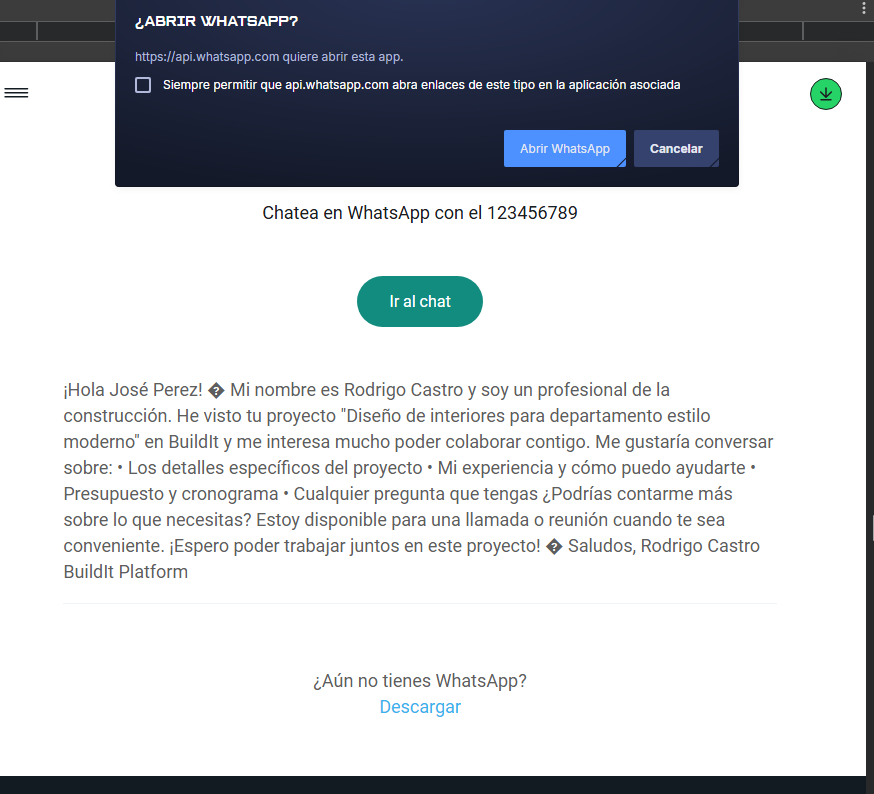 ¿ABRIR WHATSAPP?
https://api.whatsapp.com quiere abrir esta app.
Siempre permitir que api.whatsapp.com abra enlaces de este tipo en la aplicación asociada
Abrir WhatsApp
Cancelar
Chatea en WhatsApp con el 123456789
Ir al chat
¡Hola José Perez! � Mi nombre es Rodrigo Castro y soy un profesional de la
construcción. He visto tu proyecto "Diseño de interiores para departamento estilo
moderno" en BuildIt y me interesa mucho poder colaborar contigo. Me gustaría conversar
sobre: • Los detalles específicos del proyecto • Mi experiencia y cómo puedo ayudarte •
Presupuesto y cronograma • Cualquier pregunta que tengas ¿Podrías contarme más
sobre lo que necesitas? Estoy disponible para una llamada o reunión cuando te sea
conveniente. ¡Espero poder trabajar juntos en este proyecto! � Saludos, Rodrigo Castro
BuildIt Platform
¿Aún no tienes WhatsApp?
Descargar